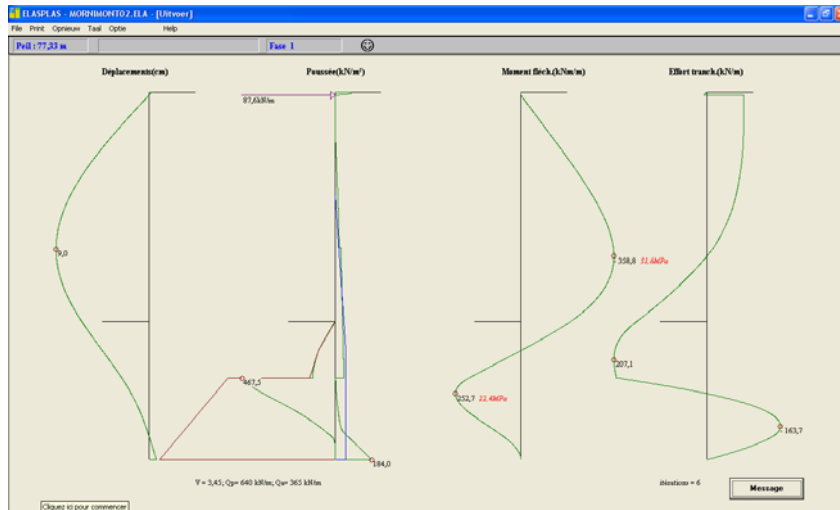 ELASPLAS - MORNIMONT02.ELA - [Uitvoer]
File Print Opnieuw Taal Optie Help
Peil : 77,33 m
Fase 1
Déplacements(cm)
Poussée(kN/m²)
Moment fléch.(kNm/m)
Effort tranch.(kN/m)
87,6kN/m
9,0
358,8 51.6MPa
207,1
467,5
252,7 22.4MPa
163,7
184,0
V = 3,45; Qp= 640 kN/m; Qa= 365 kN/m
itérations = 6
Message
Cliquez ici pour commencer